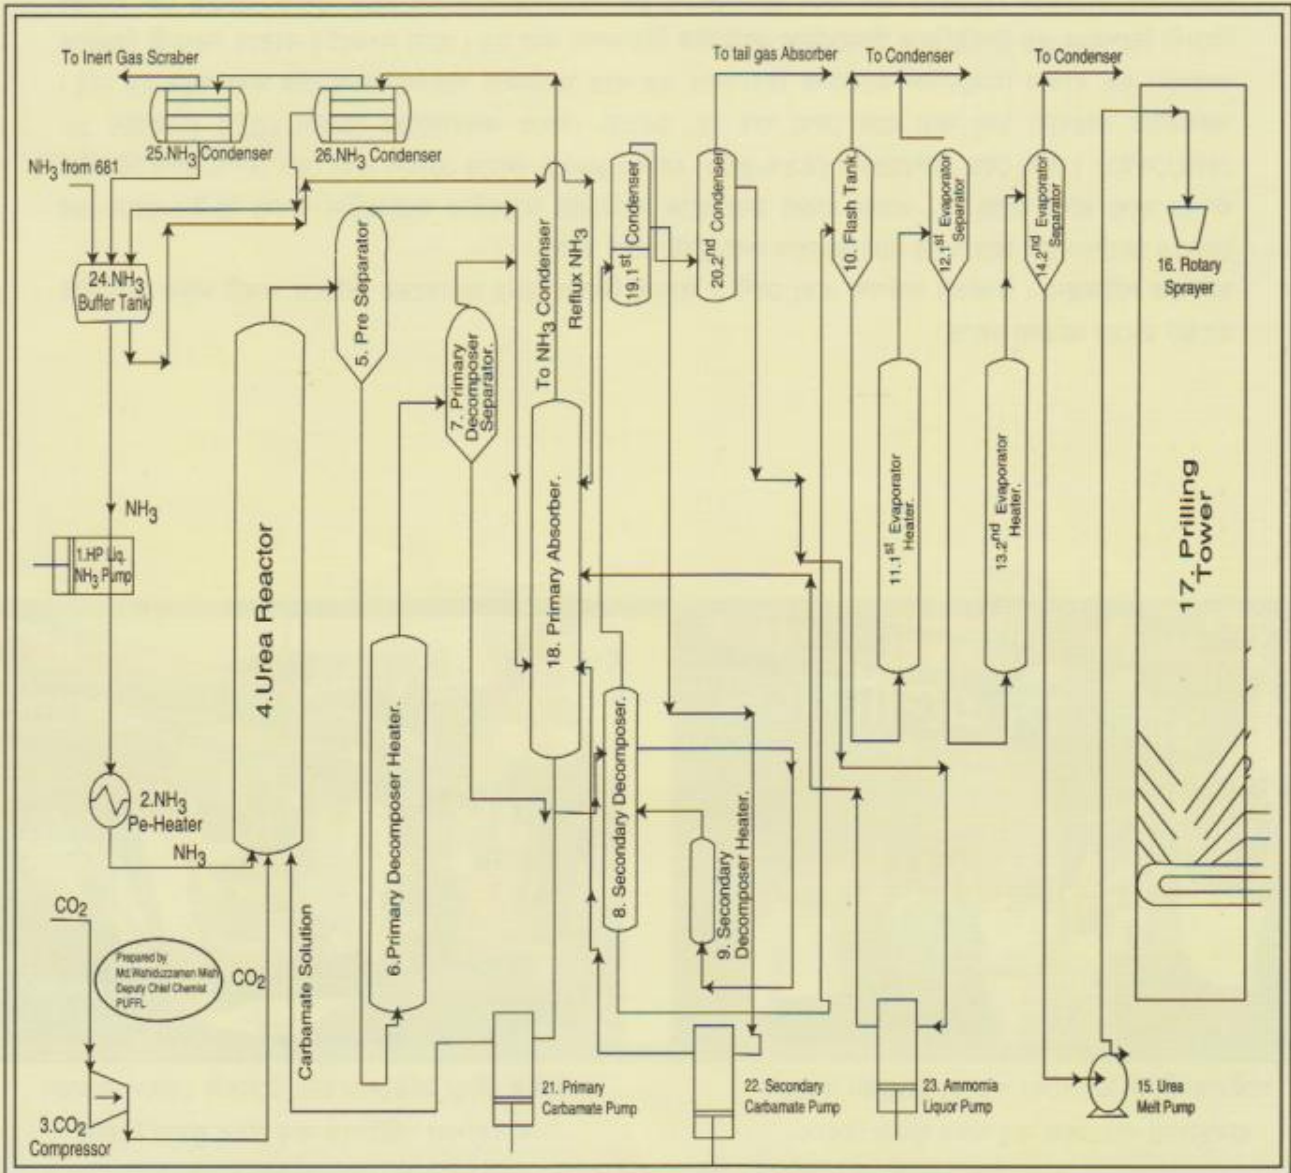 To Inert Gas Scraber
To tail gas Absorber
To Condenser
To Condenser
25.NH3 Condenser
26.NH3 Condenser
NH3 from 681
24.NH3
Buffer Tank
5. Pre Separator
7. Primary
Decomposer
Separator.
To NH3 Condenser
Reflux NH3
19.1st Condenser
20.2nd Condenser
10. Flash Tank
12.1st Evaporator
Separator
14.2nd Evaporator
Separator
16. Rotary
Sprayer
NH3
1.HP Liq.
NH3 Pump
4.Urea Reactor
18. Primary Absorber.
11.1st Evaporator
Heater.
13.2nd Evaporator
Heater.
17. Prilling
Tower
2.NH3
Pe-Heater
NH3
6.Primary Decomposer Heater.
8. Secondary Decomposer.
9. Secondary
Decomposer Heater.
CO2
Prepared by
Md.Wahiduzzaman Miah
Deputy Chief Chemist
PUFFL
CO2
Carbamate Solution
3.CO2
Compressor
21. Primary
Carbamate Pump
22. Secondary
Carbamate Pump
23. Ammonia
Liquor Pump
15. Urea
Melt Pump